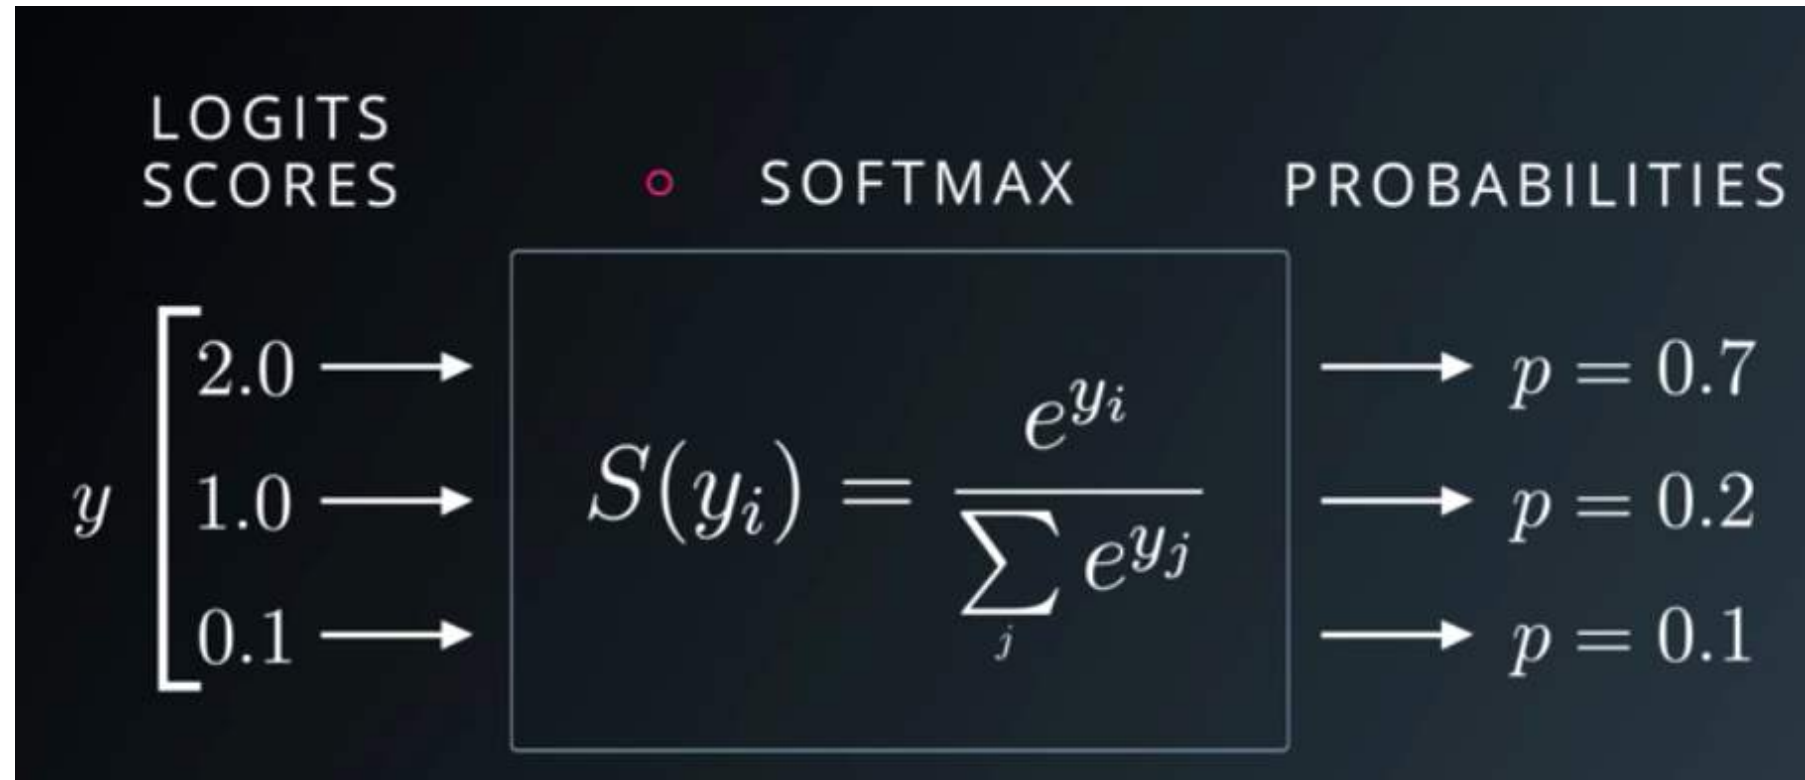 LOGITS
SCORES
SOFTMAX
PROBABILITIES
y
2.0
1.0
0.1
S(y_i) = \frac{e^{y_i}}{\sum_j e^{y_j}}
p = 0.7
p = 0.2
p = 0.1